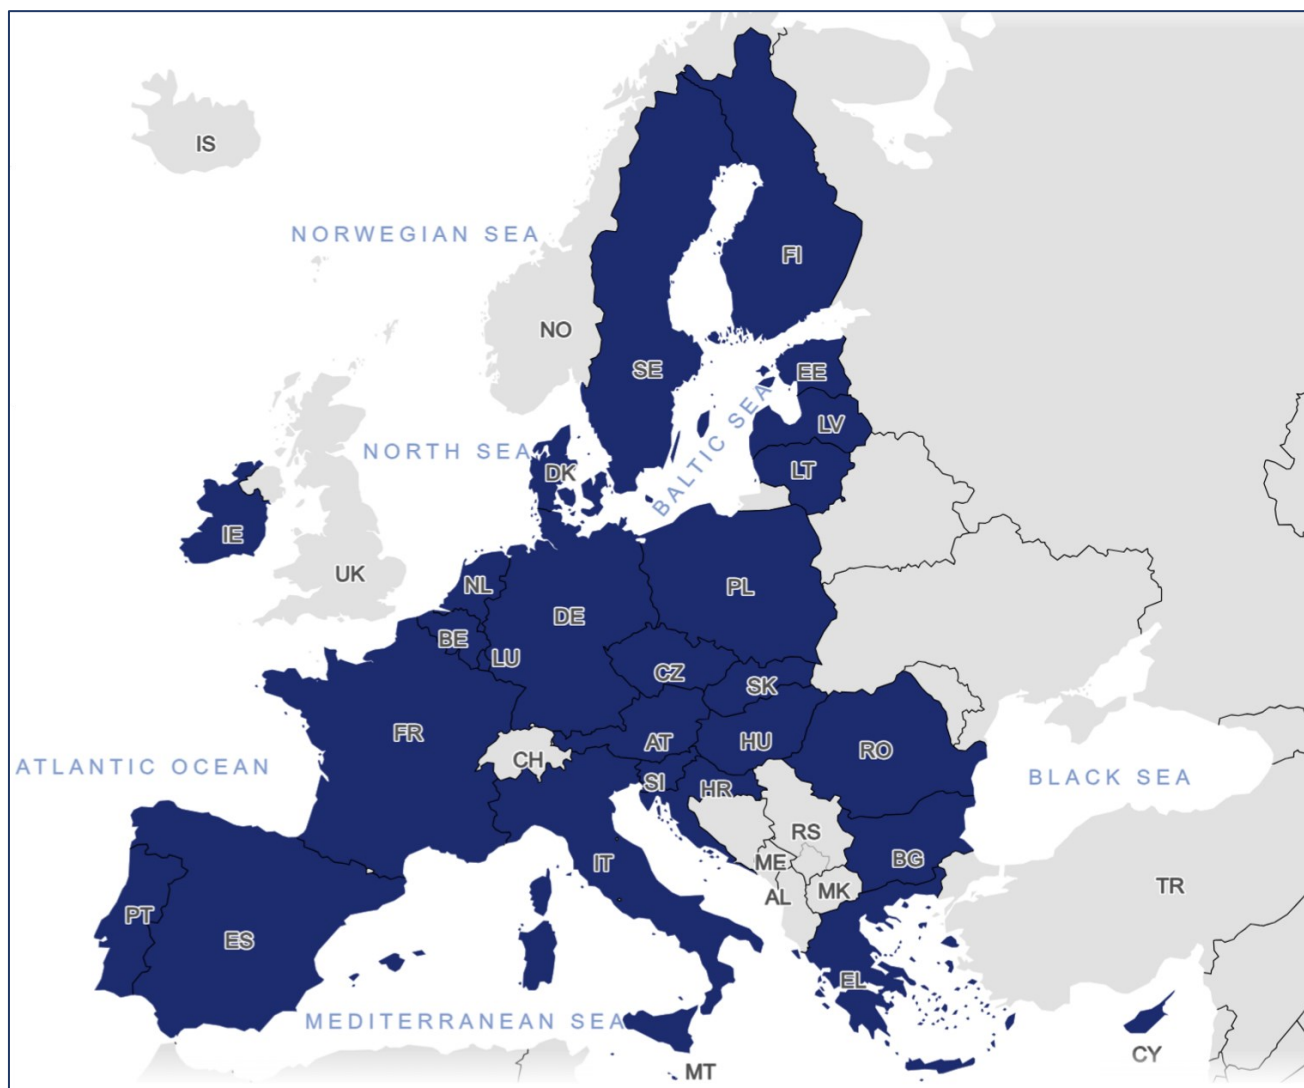 IS
NORWEGIAN SEA
FI
NO
SE
EE
BALTIC SEA
LV
NORTH SEA
DK
LT
IE
UK
NL
PL
DE
BE
LU
CZ
SK
FR
AT
HU
RO
CH
ATLANTIC OCEAN
BLACK SEA
SI
HR
RS
IT
ME
BG
MK
AL
TR
PT
ES
EL
MEDITERRANEAN SEA
CY
MT